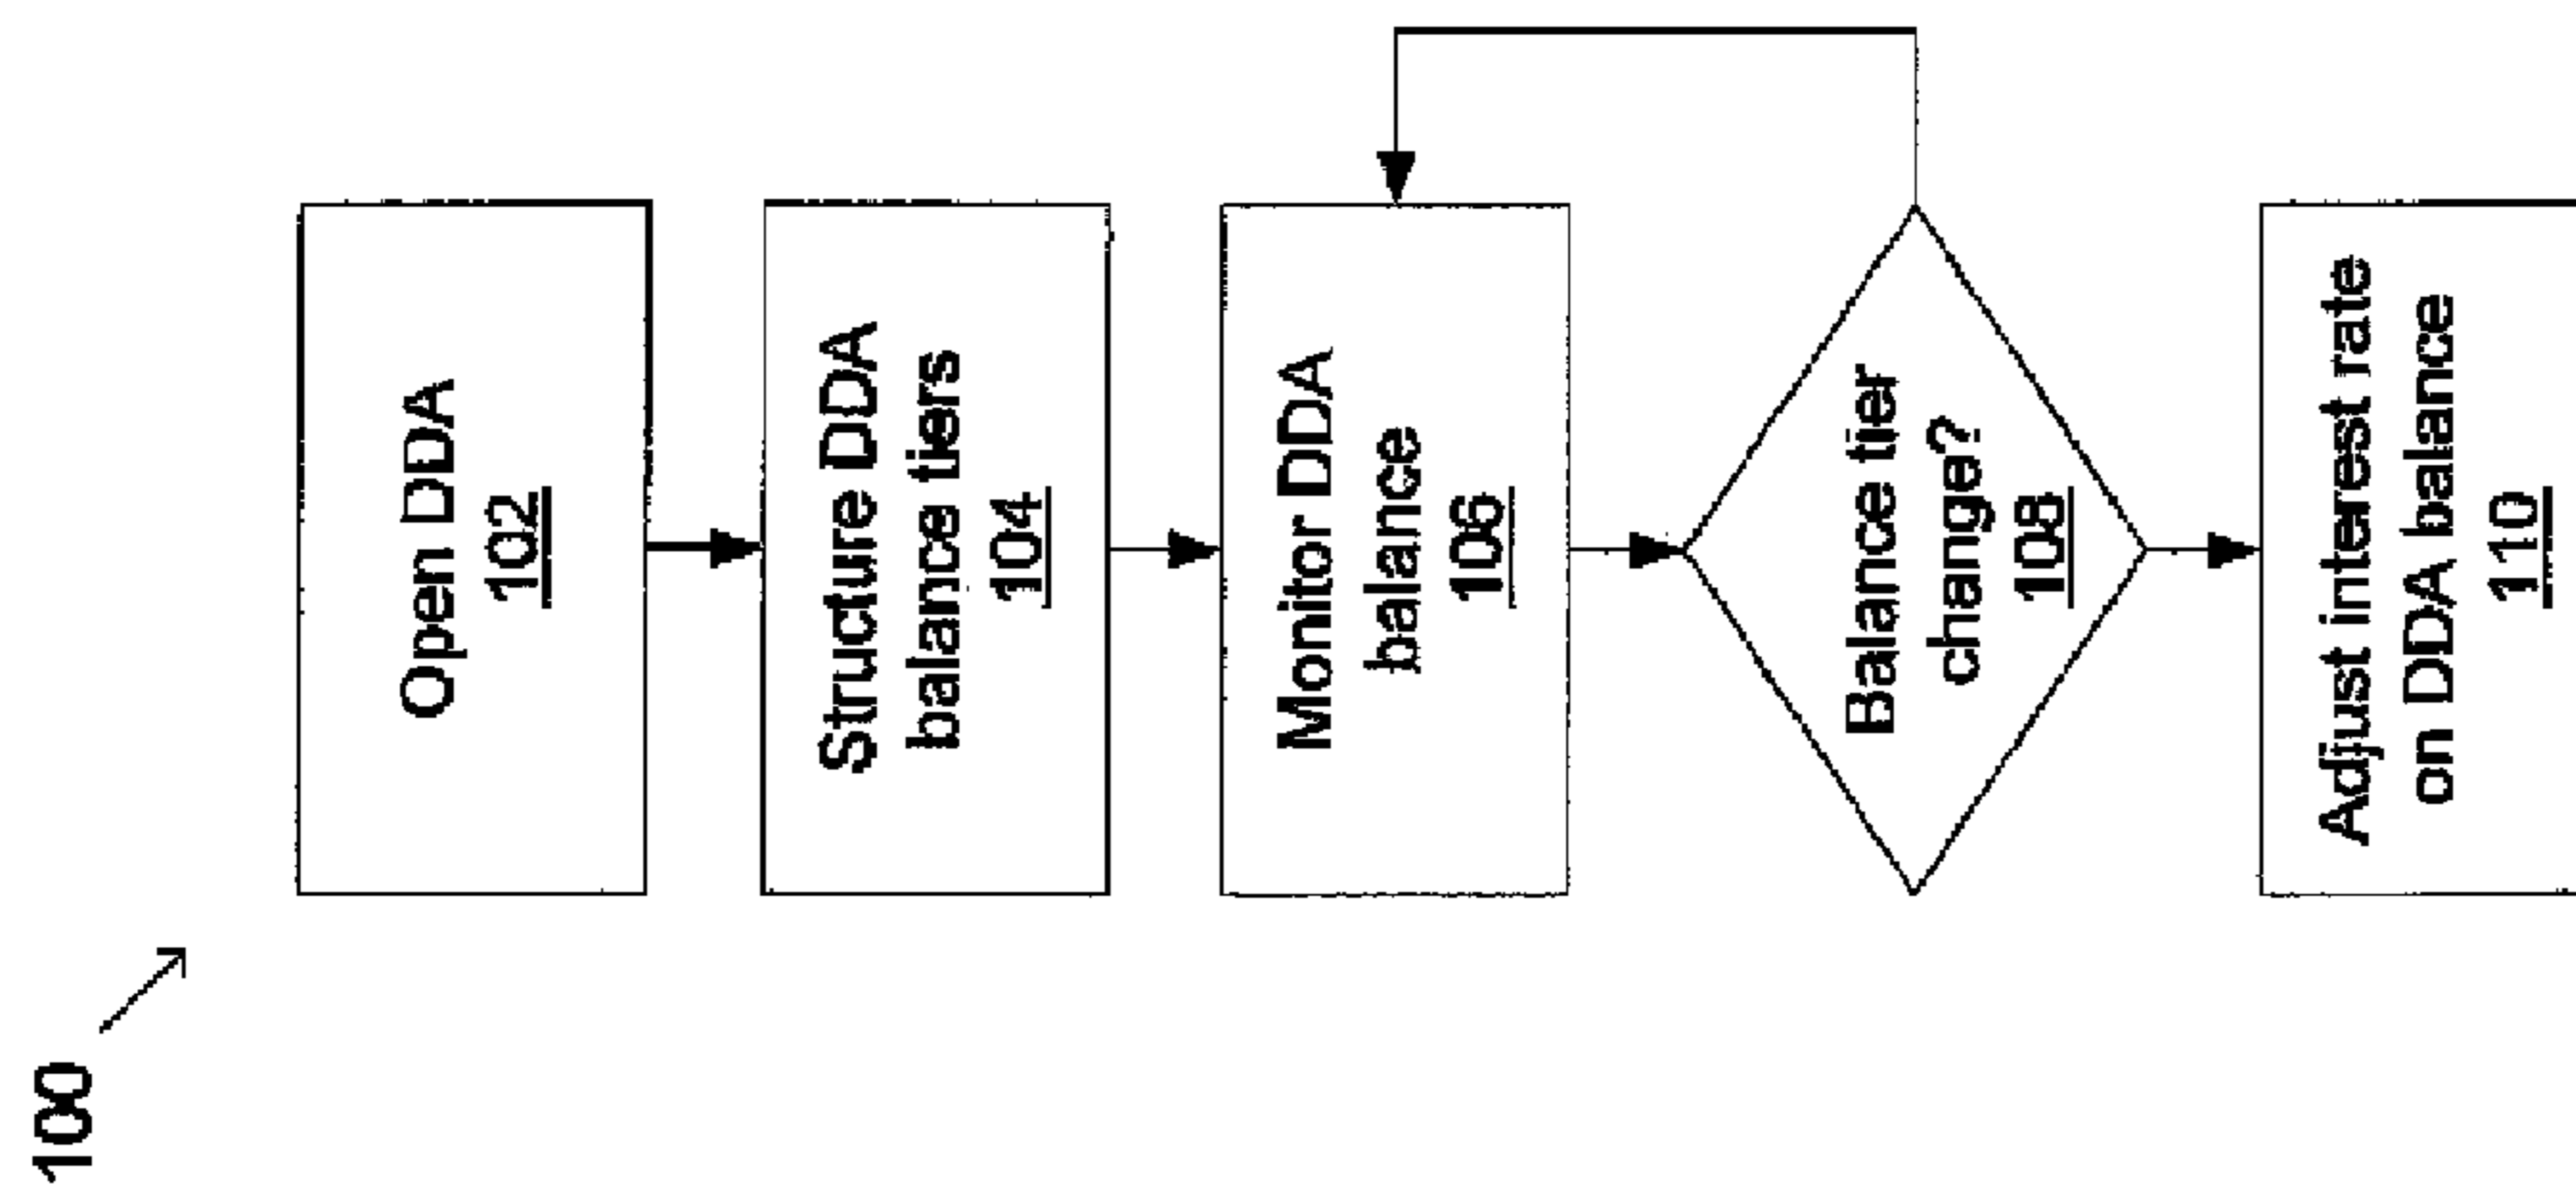 100
Open DDA
102
Structure DDA
balance tiers
104
Monitor DDA
balance
106
Balance tier
change?
108
Adjust interest rate
on DDA balance
110